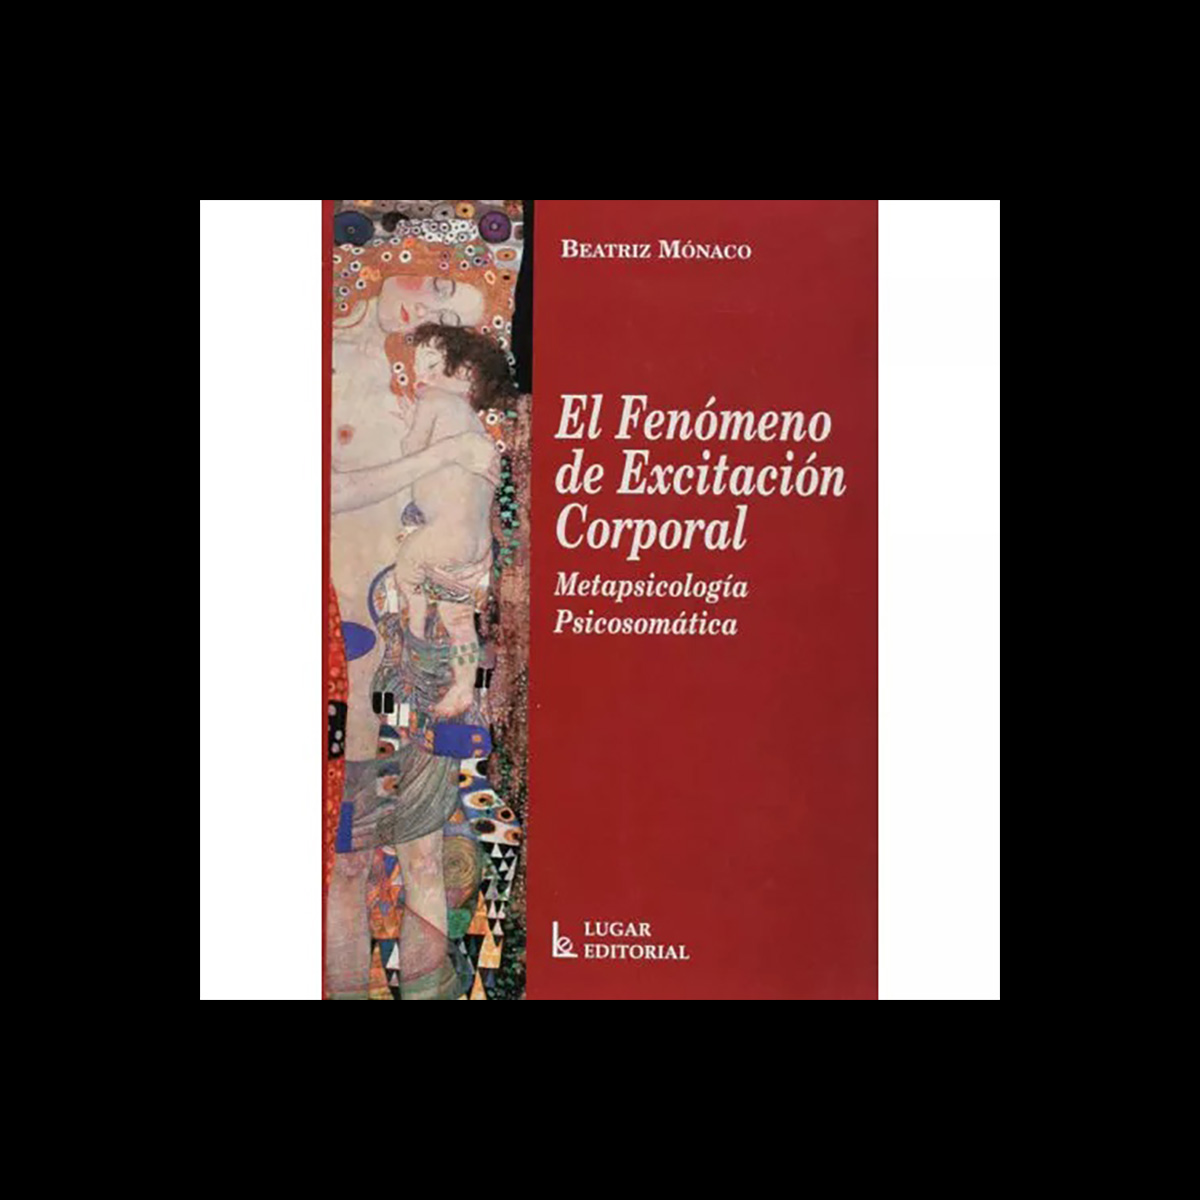 BEATRIZ MÓNACO
El Fenómeno
de Excitación
Corporal
Metapsicología
Psicosomática
LUGAR
EDITORIAL